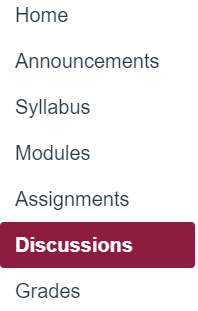 Home
Announcements
Syllabus
Modules
Assignments
Discussions
Grades